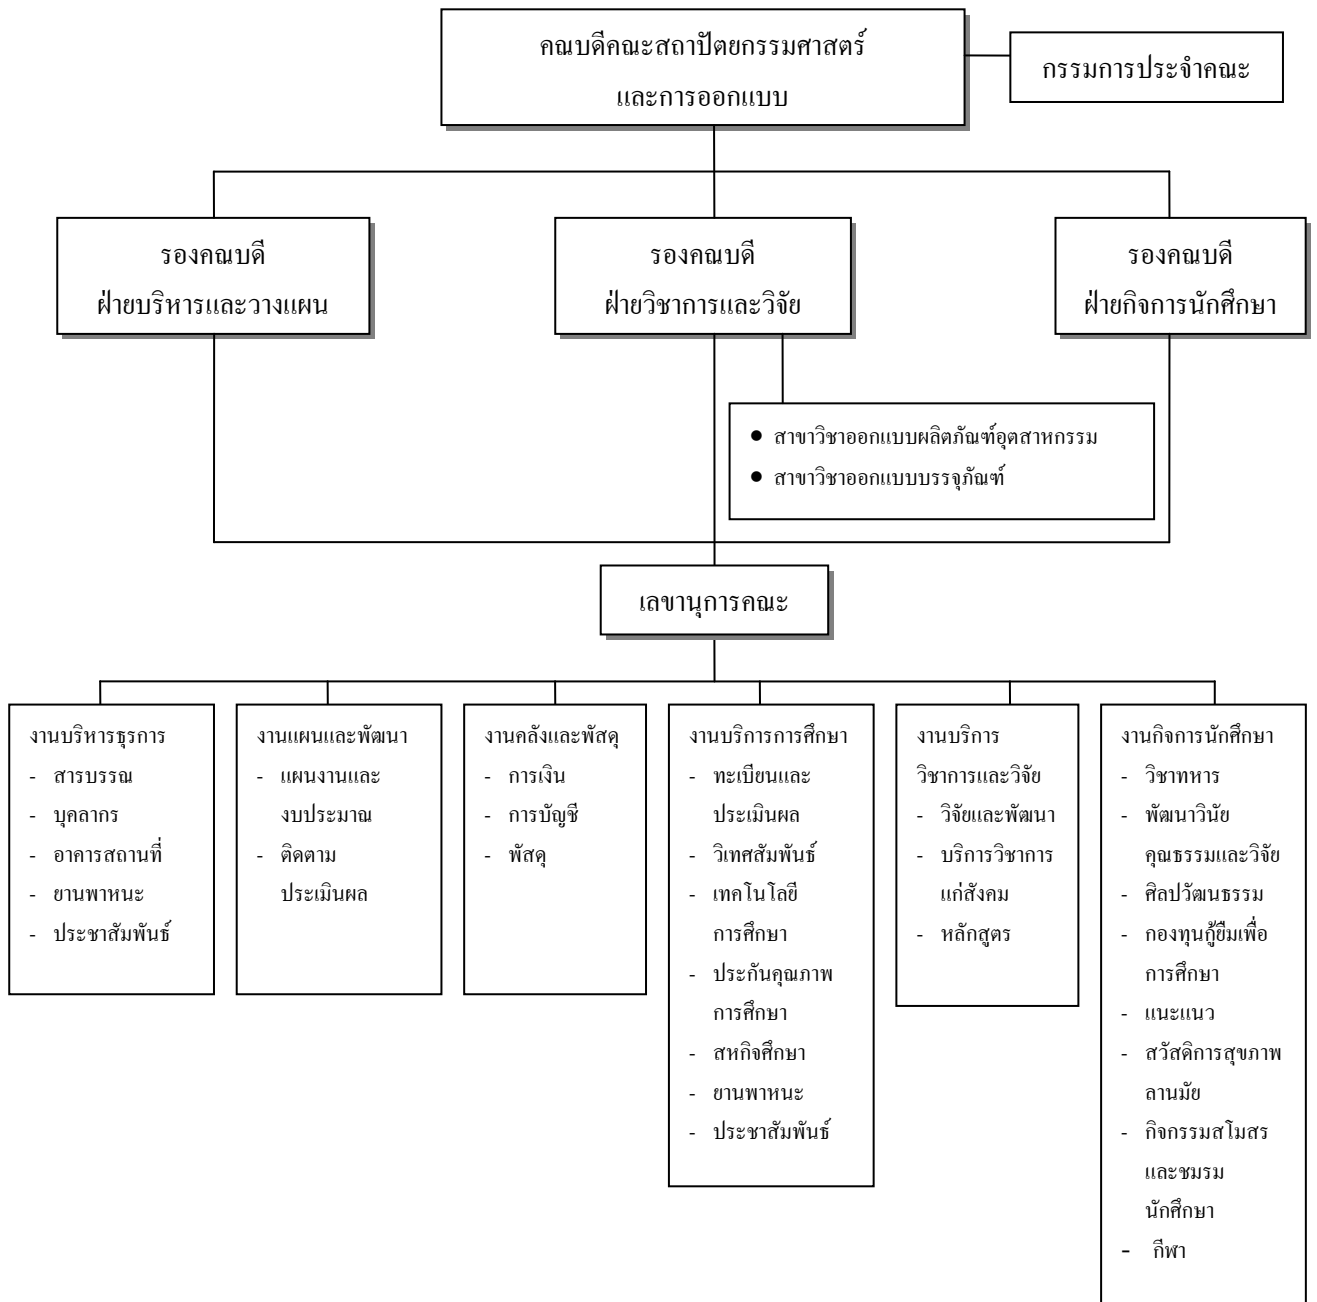 คณบดีคณะสถาปัตยกรรมศาสตร์
และการออกแบบ
กรรมการประจำคณะ
รองคณบดี
ฝ่ายบริหารและวางแผน
รองคณบดี
ฝ่ายวิชาการและวิจัย
รองคณบดี
ฝ่ายกิจการนักศึกษา
● สาขาวิชาออกแบบผลิตภัณฑ์อุตสาหกรรม
● สาขาวิชาออกแบบบรรจุภัณฑ์
เลขานุการคณะ
งานบริหารธุรการ
- สารบรรณ
- บุคลากร
- อาคารสถานที่
- ยานพาหนะ
- ประชาสัมพันธ์
งานแผนและพัฒนา
- แผนงานและ
งบประมาณ
- ติดตาม
ประเมินผล
งานคลังและพัสดุ
- การเงิน
- การบัญชี
- พัสดุ
งานบริการการศึกษา
- ทะเบียนและ
ประเมินผล
- วิเทศสัมพันธ์
- เทคโนโลยี
การศึกษา
- ประกันคุณภาพ
การศึกษา
- สหกิจศึกษา
- ยานพาหนะ
- ประชาสัมพันธ์
งานบริการ
วิชาการและวิจัย
- วิจัยและพัฒนา
- บริการวิชาการ
แก่สังคม
- หลักสูตร
งานกิจการนักศึกษา
- วิชาทหาร
- พัฒนาวินัย
คุณธรรมและวิจัย
- ศิลปวัฒนธรรม
- กองทุนกู้ยืมเพื่อ
การศึกษา
- แนะแนว
- สวัสดิการสุขภาพ
ลานมัย
- กิจกรรมสโมสร
และชมรม
นักศึกษา
- กีฬา